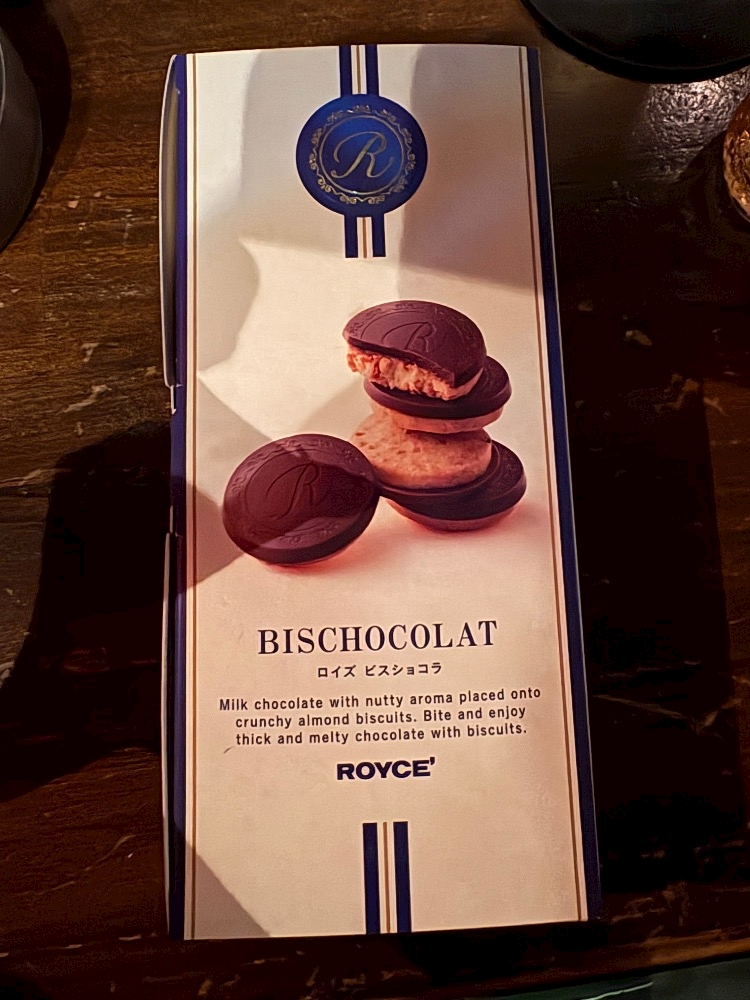 R
R
R
BISCHOCOLAT
ロイズ ビスショコラ
Milk chocolate with nutty aroma placed onto
crunchy almond biscuits. Bite and enjoy
thick and melty chocolate with biscuits.
ROYCE'